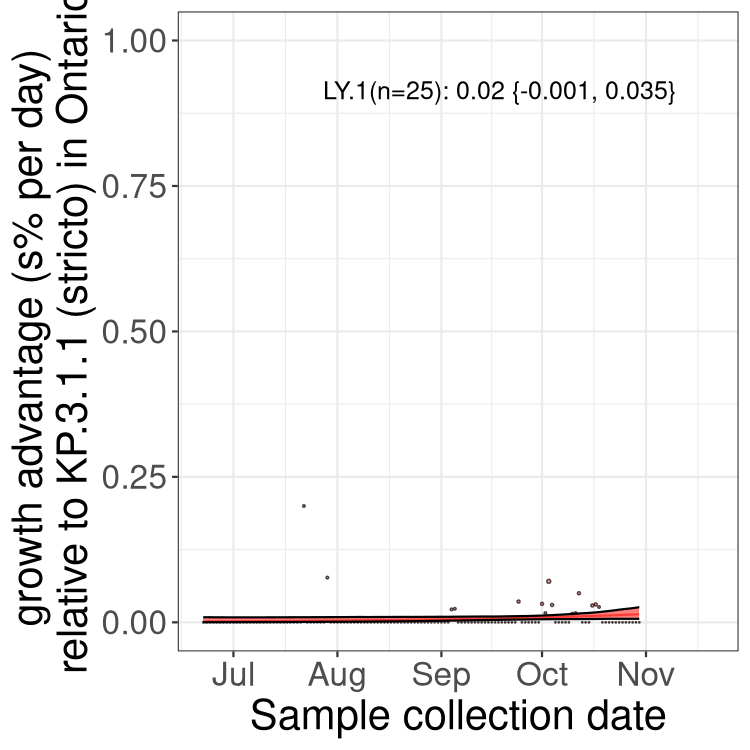 growth advantage (s% per day)
relative to KP.3.1.1 (stricto) in Ontario
1.00
0.75
0.50
0.25
0.00
LY.1(n=25): 0.02 {-0.001, 0.035}
Jul Aug Sep Oct Nov
Sample collection date